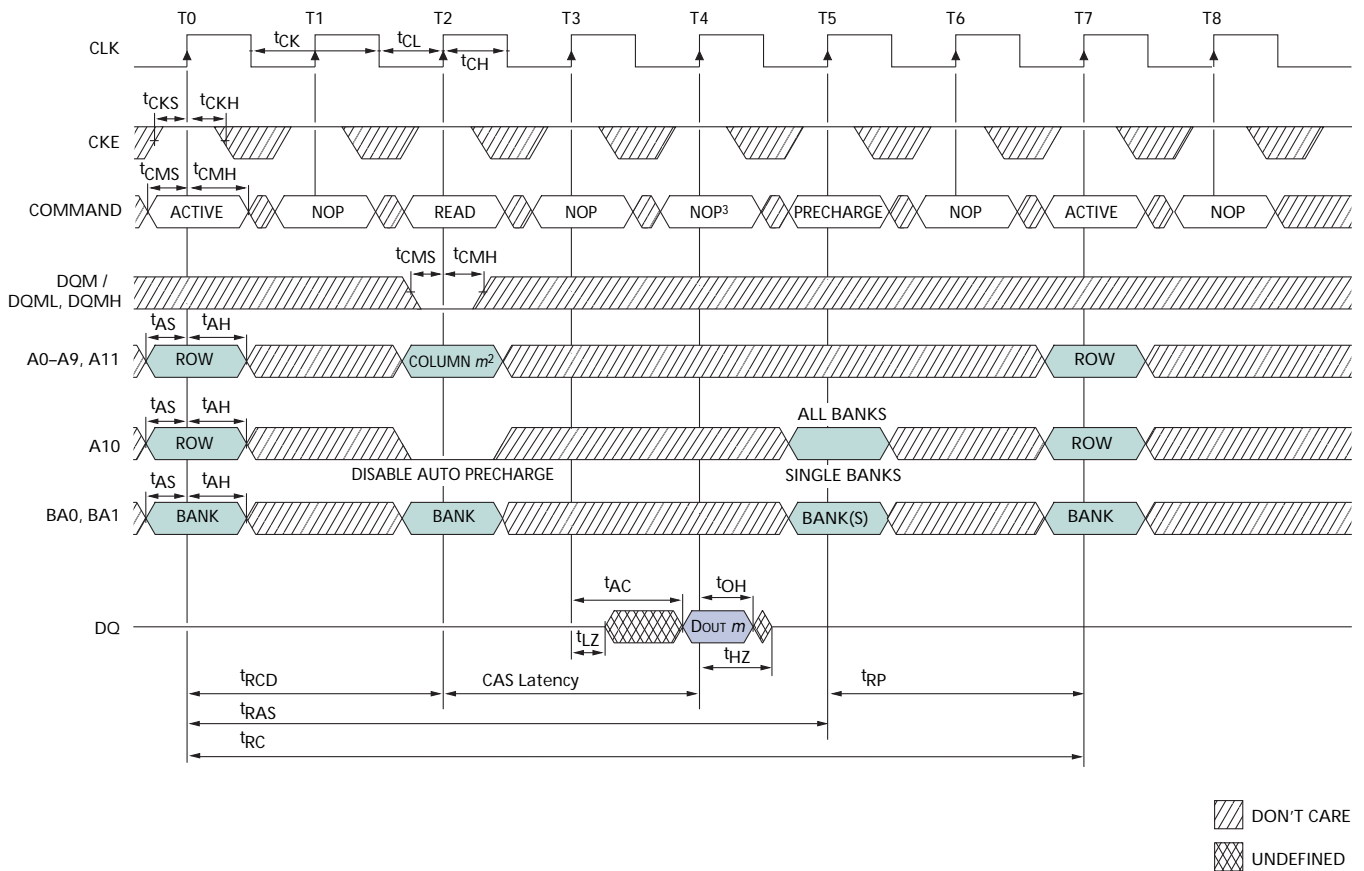 T0 T1 T2 T3 T4 T5 T6 T7 T8
CLK
tCK tCL
tCH
tCKS tCKH
CKE
tCMS tCMH
COMMAND ACTIVE NOP READ NOP NOP³ PRECHARGE NOP ACTIVE NOP
tCMS tCMH
DQM /
DQML, DQMH
tAS tAH
A0–A9, A11 ROW COLUMN m² ROW
tAS tAH ALL BANKS
A10 ROW ROW
DISABLE AUTO PRECHARGE SINGLE BANKS
tAS tAH
BA0, BA1 BANK BANK BANK(S) BANK
tAC tOH
DQ DOUT m
tLZ tHZ
tRCD CAS Latency tRP
tRAS
tRC
DON'T CARE
UNDEFINED